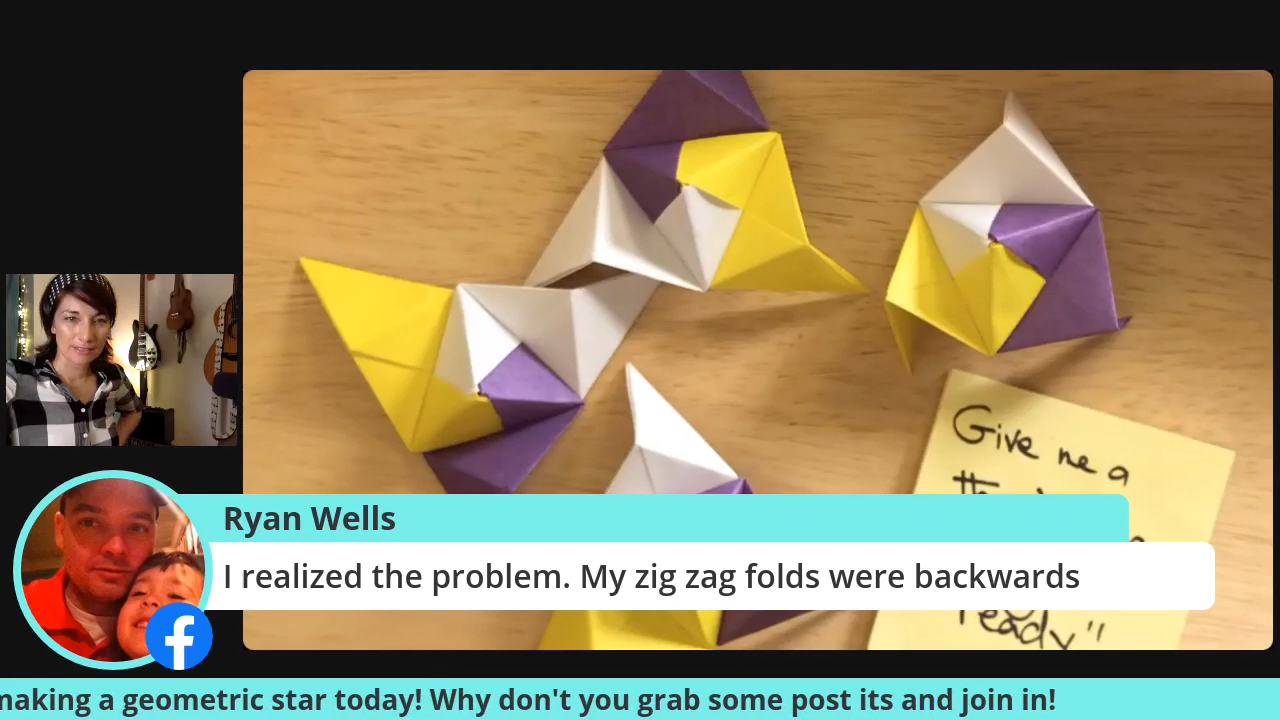 Give me a
Ryan Wells
I realized the problem. My zig zag folds were backwards
ready"
making a geometric star today! Why don't you grab some post its and join in!